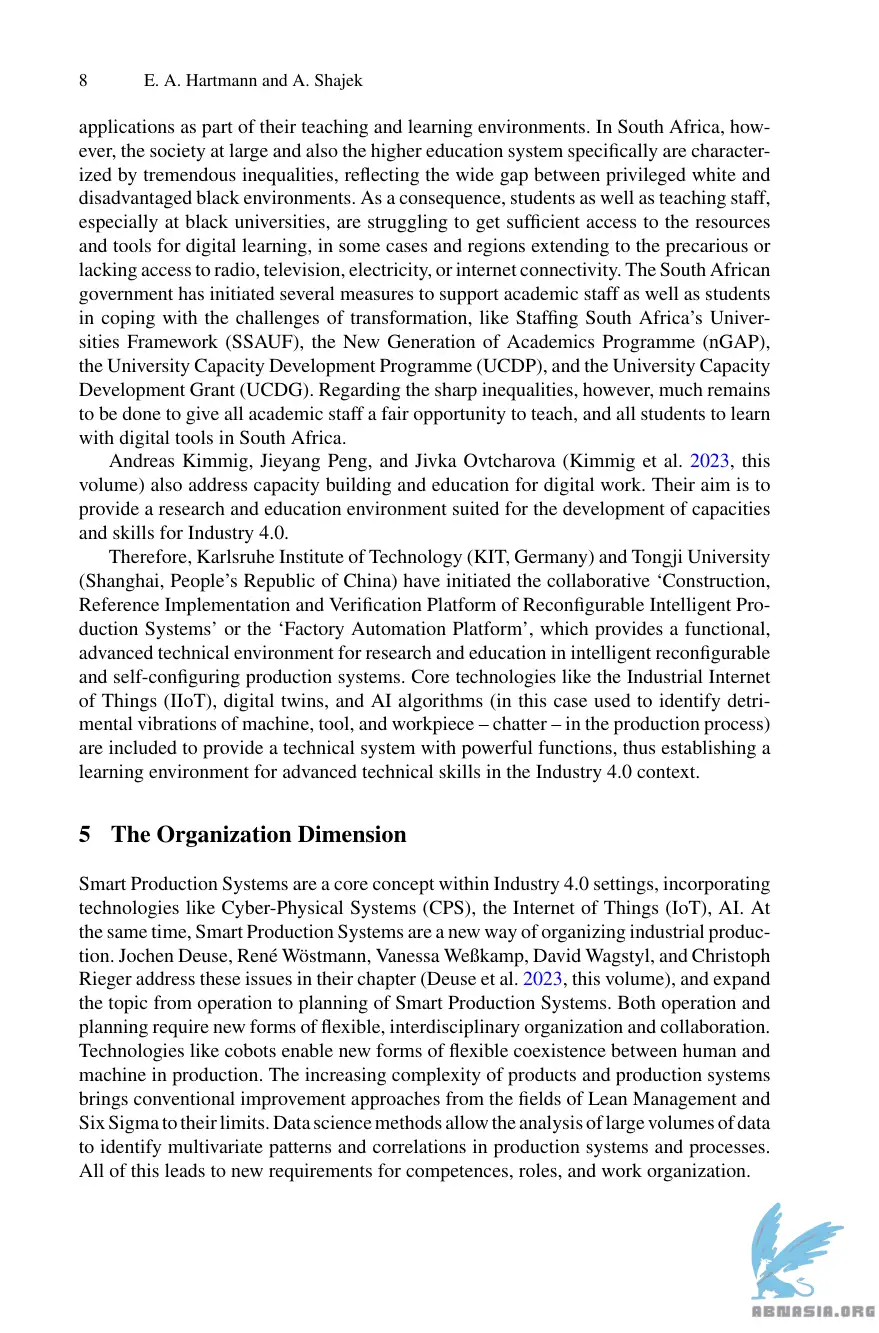 8 E. A. Hartmann and A. Shajek
applications as part of their teaching and learning environments. In South Africa, how-
ever, the society at large and also the higher education system specifically are character-
ized by tremendous inequalities, reflecting the wide gap between privileged white and
disadvantaged black environments. As a consequence, students as well as teaching staff,
especially at black universities, are struggling to get sufficient access to the resources
and tools for digital learning, in some cases and regions extending to the precarious or
lacking access to radio, television, electricity, or internet connectivity. The South African
government has initiated several measures to support academic staff as well as students
in coping with the challenges of transformation, like Staffing South Africa's Univer-
sities Framework (SSAUF), the New Generation of Academics Programme (nGAP),
the University Capacity Development Programme (UCDP), and the University Capacity
Development Grant (UCDG). Regarding the sharp inequalities, however, much remains
to be done to give all academic staff a fair opportunity to teach, and all students to learn
with digital tools in South Africa.
Andreas Kimmig, Jieyang Peng, and Jivka Ovtcharova (Kimmig et al. 2023, this
volume) also address capacity building and education for digital work. Their aim is to
provide a research and education environment suited for the development of capacities
and skills for Industry 4.0.
Therefore, Karlsruhe Institute of Technology (KIT, Germany) and Tongji University
(Shanghai, People's Republic of China) have initiated the collaborative ‘Construction,
Reference Implementation and Verification Platform of Reconfigurable Intelligent Pro-
duction Systems’ or the ‘Factory Automation Platform’, which provides a functional,
advanced technical environment for research and education in intelligent reconfigurable
and self-configuring production systems. Core technologies like the Industrial Internet
of Things (IIoT), digital twins, and AI algorithms (in this case used to identify detri-
mental vibrations of machine, tool, and workpiece – chatter – in the production process)
are included to provide a technical system with powerful functions, thus establishing a
learning environment for advanced technical skills in the Industry 4.0 context.
5 The Organization Dimension
Smart Production Systems are a core concept within Industry 4.0 settings, incorporating
technologies like Cyber-Physical Systems (CPS), the Internet of Things (IoT), AI. At
the same time, Smart Production Systems are a new way of organizing industrial produc-
tion. Jochen Deuse, René Wöstmann, Vanessa Weßkamp, David Wagstyl, and Christoph
Rieger address these issues in their chapter (Deuse et al. 2023, this volume), and expand
the topic from operation to planning of Smart Production Systems. Both operation and
planning require new forms of flexible, interdisciplinary organization and collaboration.
Technologies like cobots enable new forms of flexible coexistence between human and
machine in production. The increasing complexity of products and production systems
brings conventional improvement approaches from the fields of Lean Management and
Six Sigma to their limits. Data science methods allow the analysis of large volumes of data
to identify multivariate patterns and correlations in production systems and processes.
All of this leads to new requirements for competences, roles, and work organization.
ABNASIA.ORG